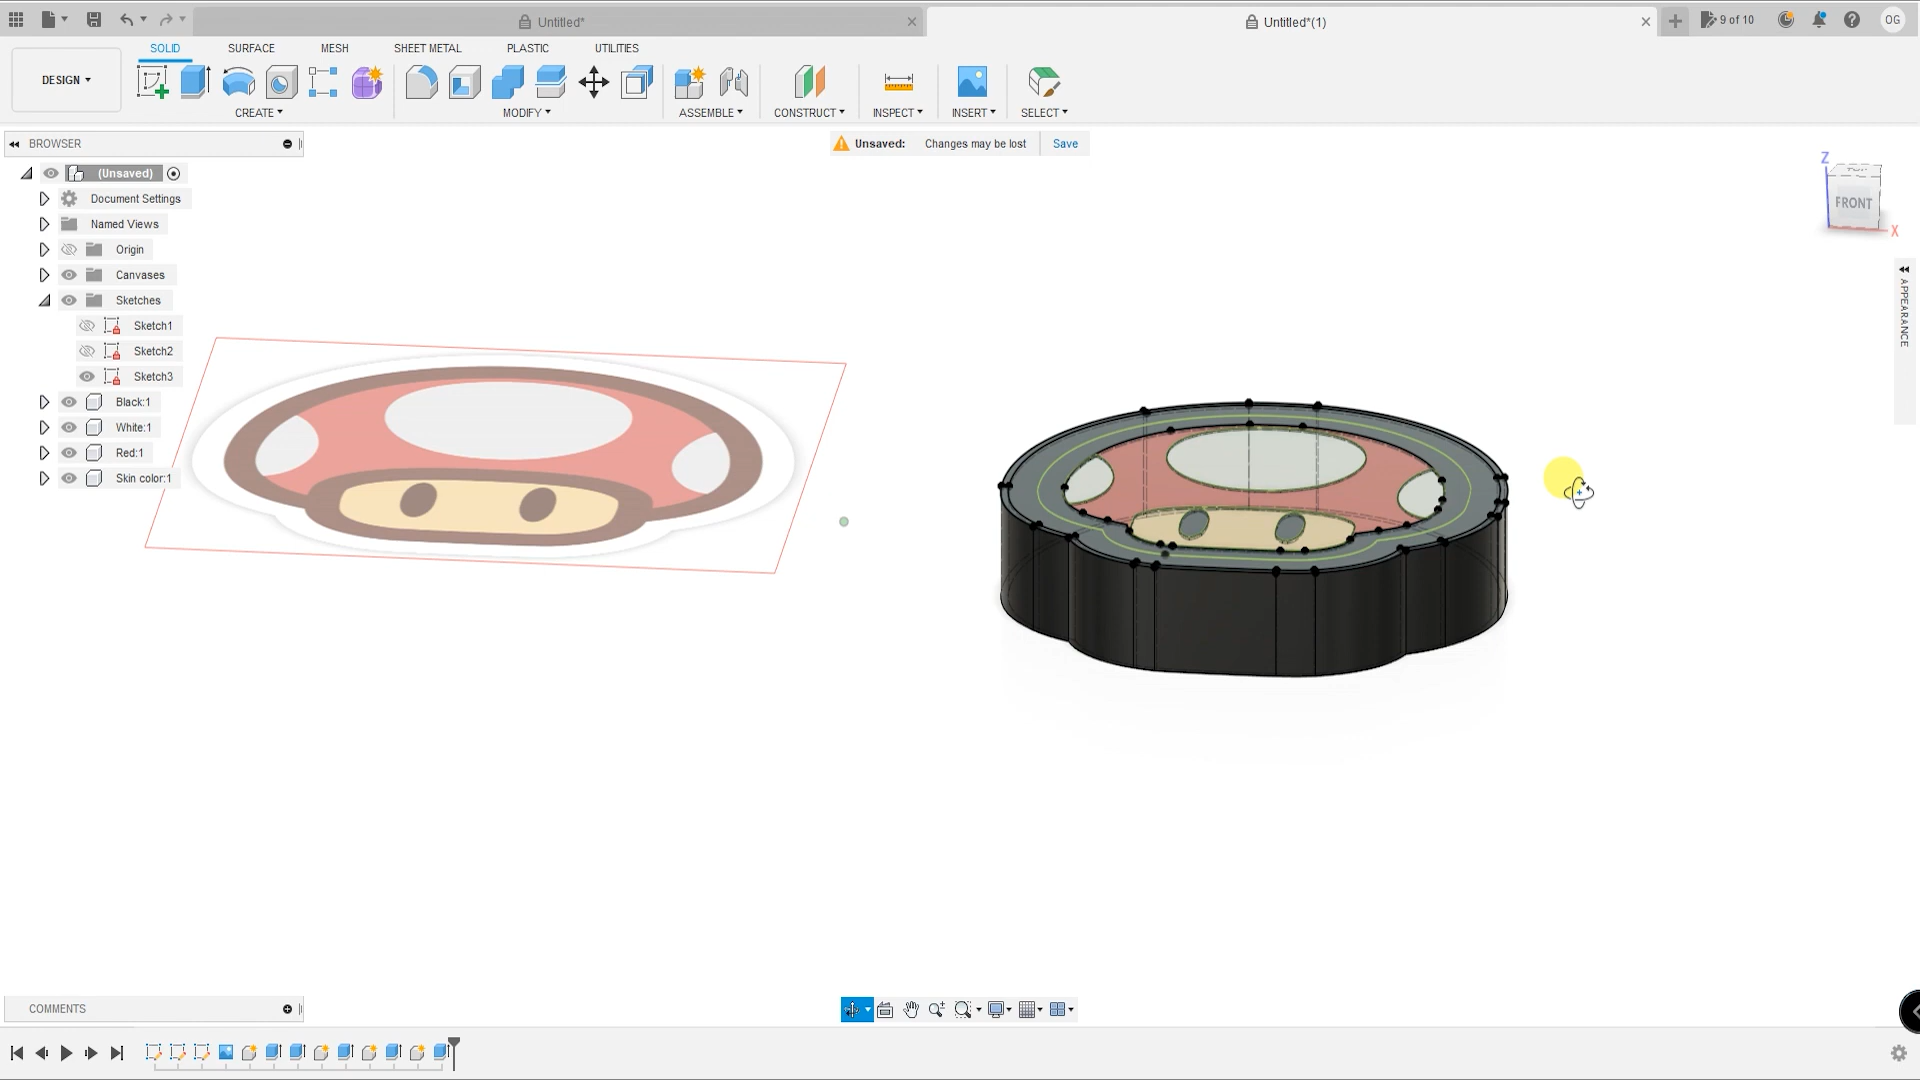 Untitled*
Untitled*(1)
9 of 10
OG
DESIGN
SOLID
SURFACE
MESH
SHEET METAL
PLASTIC
UTILITIES
CREATE
MODIFY
ASSEMBLE
CONSTRUCT
INSPECT
INSERT
SELECT
BROWSER
Unsaved: Changes may be lost Save
(Unsaved)
Document Settings
Named Views
Origin
Canvases
Sketches
Sketch1
Sketch2
Sketch3
Black:1
White:1
Red:1
Skin color:1
Z
TOP
FRONT
X
APPEARANCE
COMMENTS